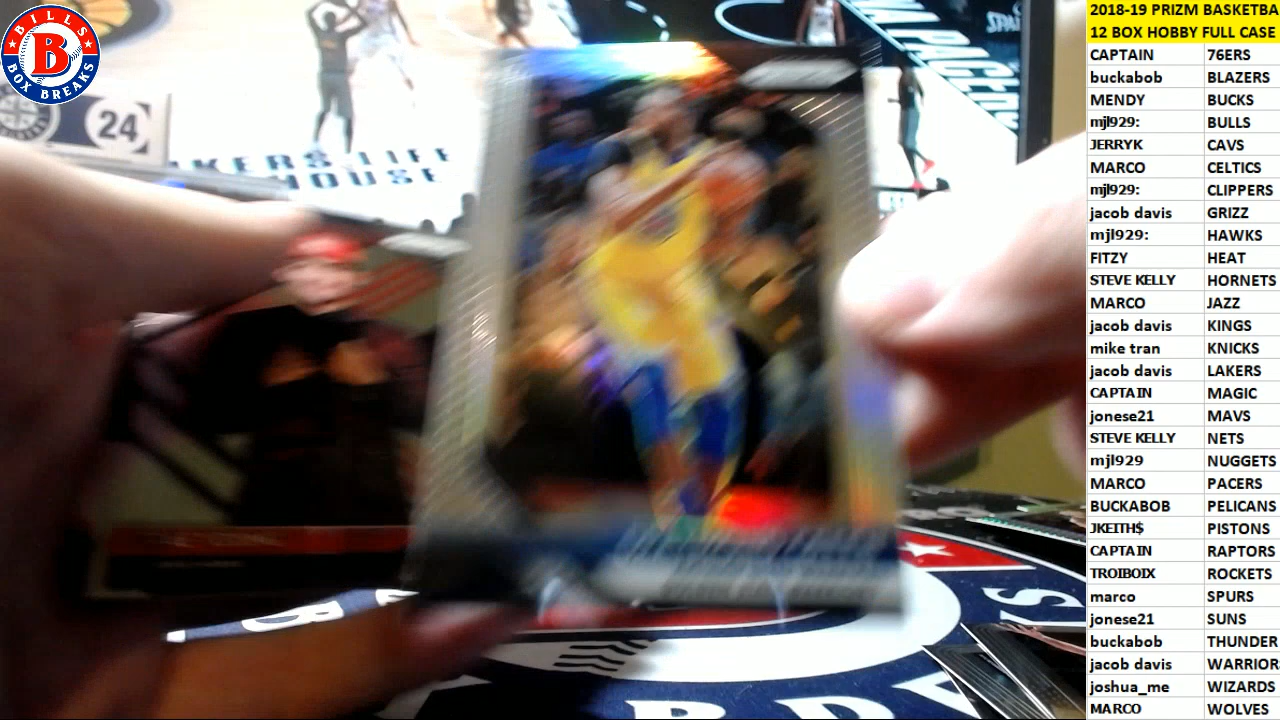 BILLS
B
BOX BREAKS
24
KERS LIFE
HOUSE
2018-19 PRIZM BASKETBA
12 BOX HOBBY FULL CASE
CAPTAIN 76ERS
buckabob BLAZERS
MENDY BUCKS
mjl929: BULLS
JERRYK CAVS
MARCO CELTICS
mjl929: CLIPPERS
jacob davis GRIZZ
mjl929: HAWKS
FITZY HEAT
STEVE KELLY HORNETS
MARCO JAZZ
jacob davis KINGS
mike tran KNICKS
jacob davis LAKERS
CAPTAIN MAGIC
jonese21 MAVS
STEVE KELLY NETS
mjl929 NUGGETS
MARCO PACERS
BUCKABOB PELICANS
JKEITH$ PISTONS
CAPTAIN RAPTORS
TROIBOIX ROCKETS
marco SPURS
jonese21 SUNS
buckabob THUNDER
jacob davis WARRIOR
joshua_me WIZARDS
MARCO WOLVES